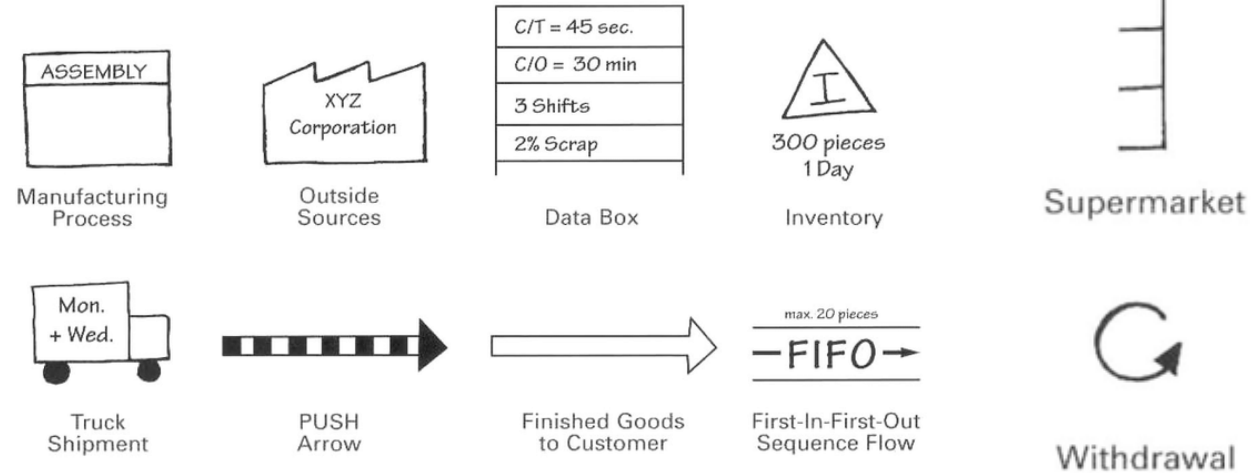 ASSEMBLY
Manufacturing
Process
XYZ
Corporation
Outside
Sources
C/T = 45 sec.
C/O = 30 min
3 Shifts
2% Scrap
Data Box
I
300 pieces
1 Day
Inventory
Supermarket
Mon.
+ Wed.
Truck
Shipment
PUSH
Arrow
Finished Goods
to Customer
max. 20 pieces
FIFO
First-In-First-Out
Sequence Flow
Withdrawal